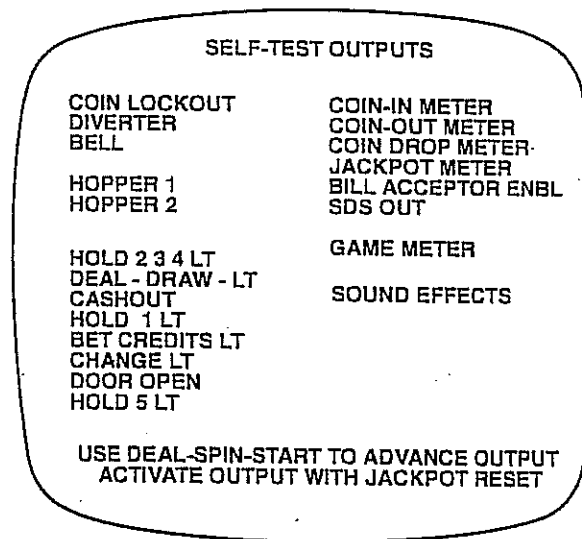 SELF-TEST OUTPUTS
COIN LOCKOUT
DIVERTER
BELL
HOPPER 1
HOPPER 2
HOLD 2 3 4 LT
DEAL - DRAW - LT
CASHOUT
HOLD 1 LT
BET CREDITS LT
CHANGE LT
DOOR OPEN
HOLD 5 LT
COIN-IN METER
COIN-OUT METER
COIN DROP METER
JACKPOT METER
BILL ACCEPTOR ENBL
SDS OUT
GAME METER
SOUND EFFECTS
USE DEAL-SPIN-START TO ADVANCE OUTPUT
ACTIVATE OUTPUT WITH JACKPOT RESET